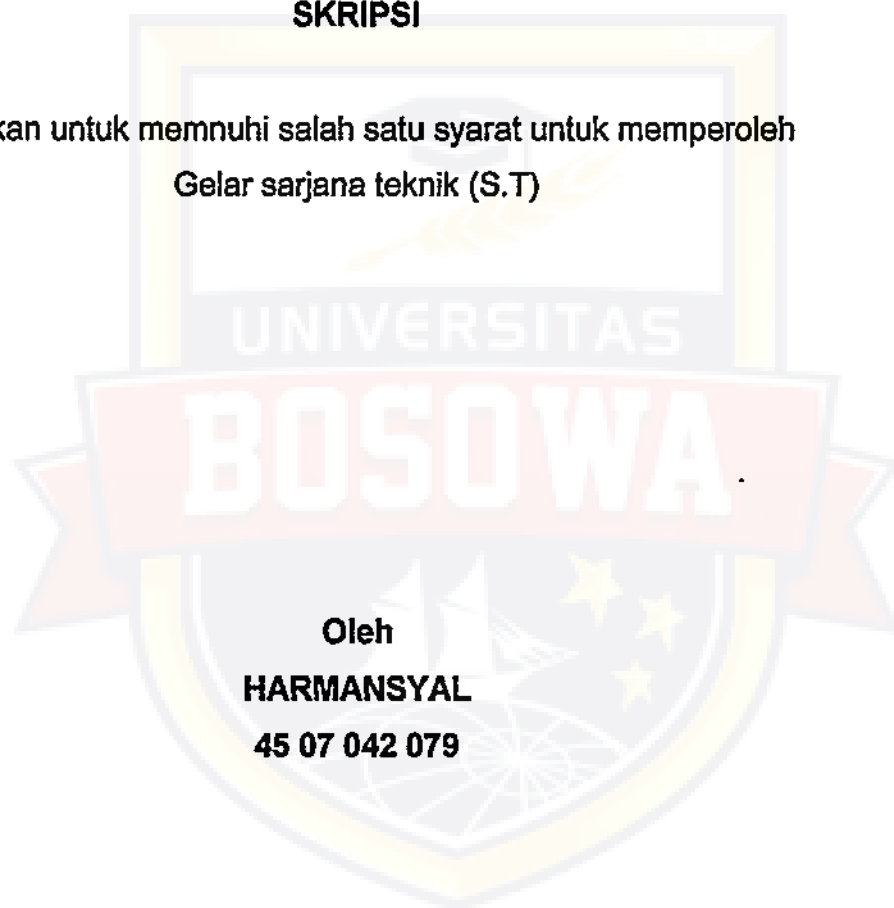 SKRIPSI
kan untuk memnuhi salah satu syarat untuk memperoleh
Gelar sarjana teknik (S.T)
UNIVERSITAS
BOSOWA
Oleh
HARMANSYAL
45 07 042 079